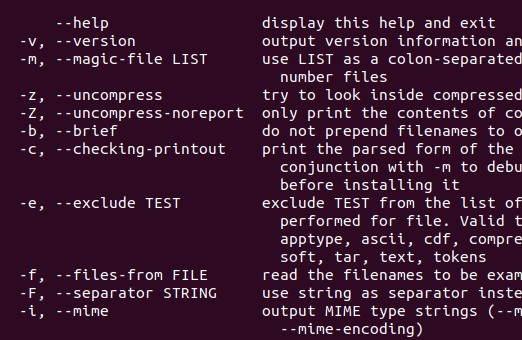 --help display this help and exit
-v, --version output version information an
-m, --magic-file LIST use LIST as a colon-separated
number files
-z, --uncompress try to look inside compressed
-Z, --uncompress-noreport only print the contents of co
-b, --brief do not prepend filenames to o
-c, --checking-printout print the parsed form of the
conjunction with -m to debu
before installing it
-e, --exclude TEST exclude TEST from the list of
performed for file. Valid t
apptype, ascii, cdf, compre
soft, tar, text, tokens
-f, --files-from FILE read the filenames to be exam
-F, --separator STRING use string as separator inste
-i, --mime output MIME type strings (--m
--mime-encoding)